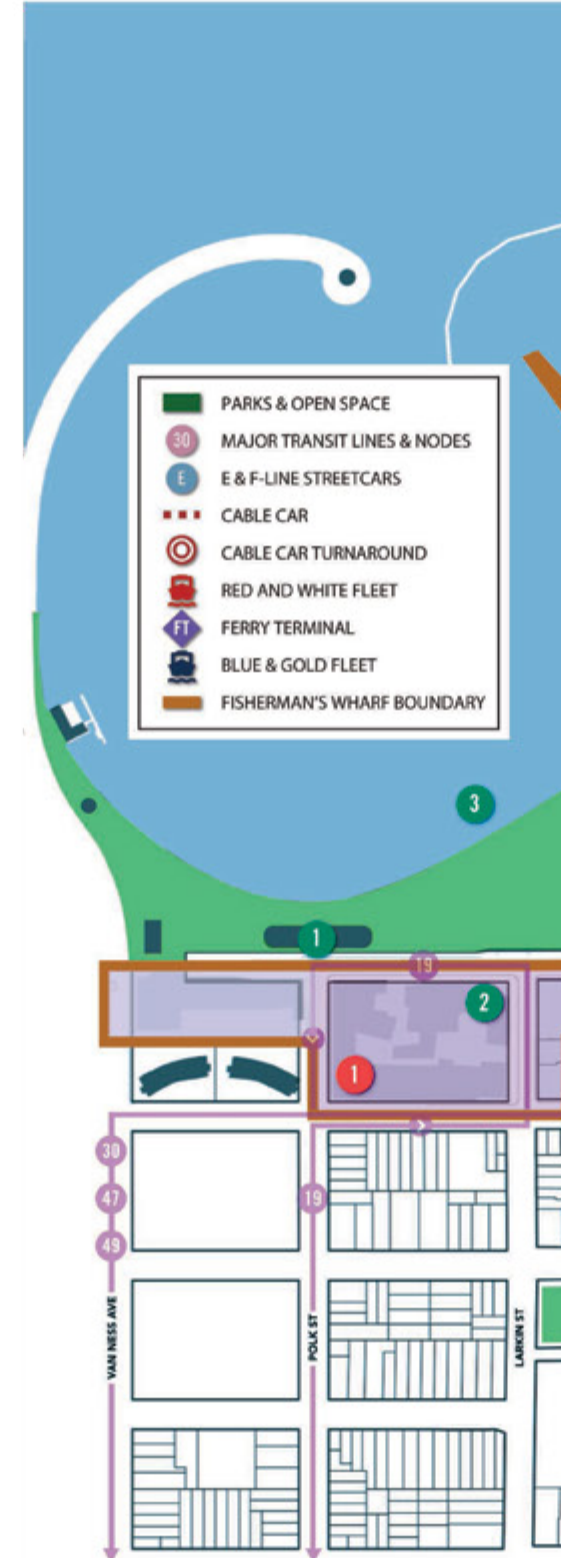 30
PARKS & OPEN SPACE
MAJOR TRANSIT LINES & NODES
E
E & F-LINE STREETCARS
CABLE CAR
CABLE CAR TURNAROUND
RED AND WHITE FLEET
FT
FERRY TERMINAL
BLUE & GOLD FLEET
FISHERMAN'S WHARF BOUNDARY
3
1
19
2
1
30
47
19
49
VAN NESS AVE
POLK ST
LARKIN ST